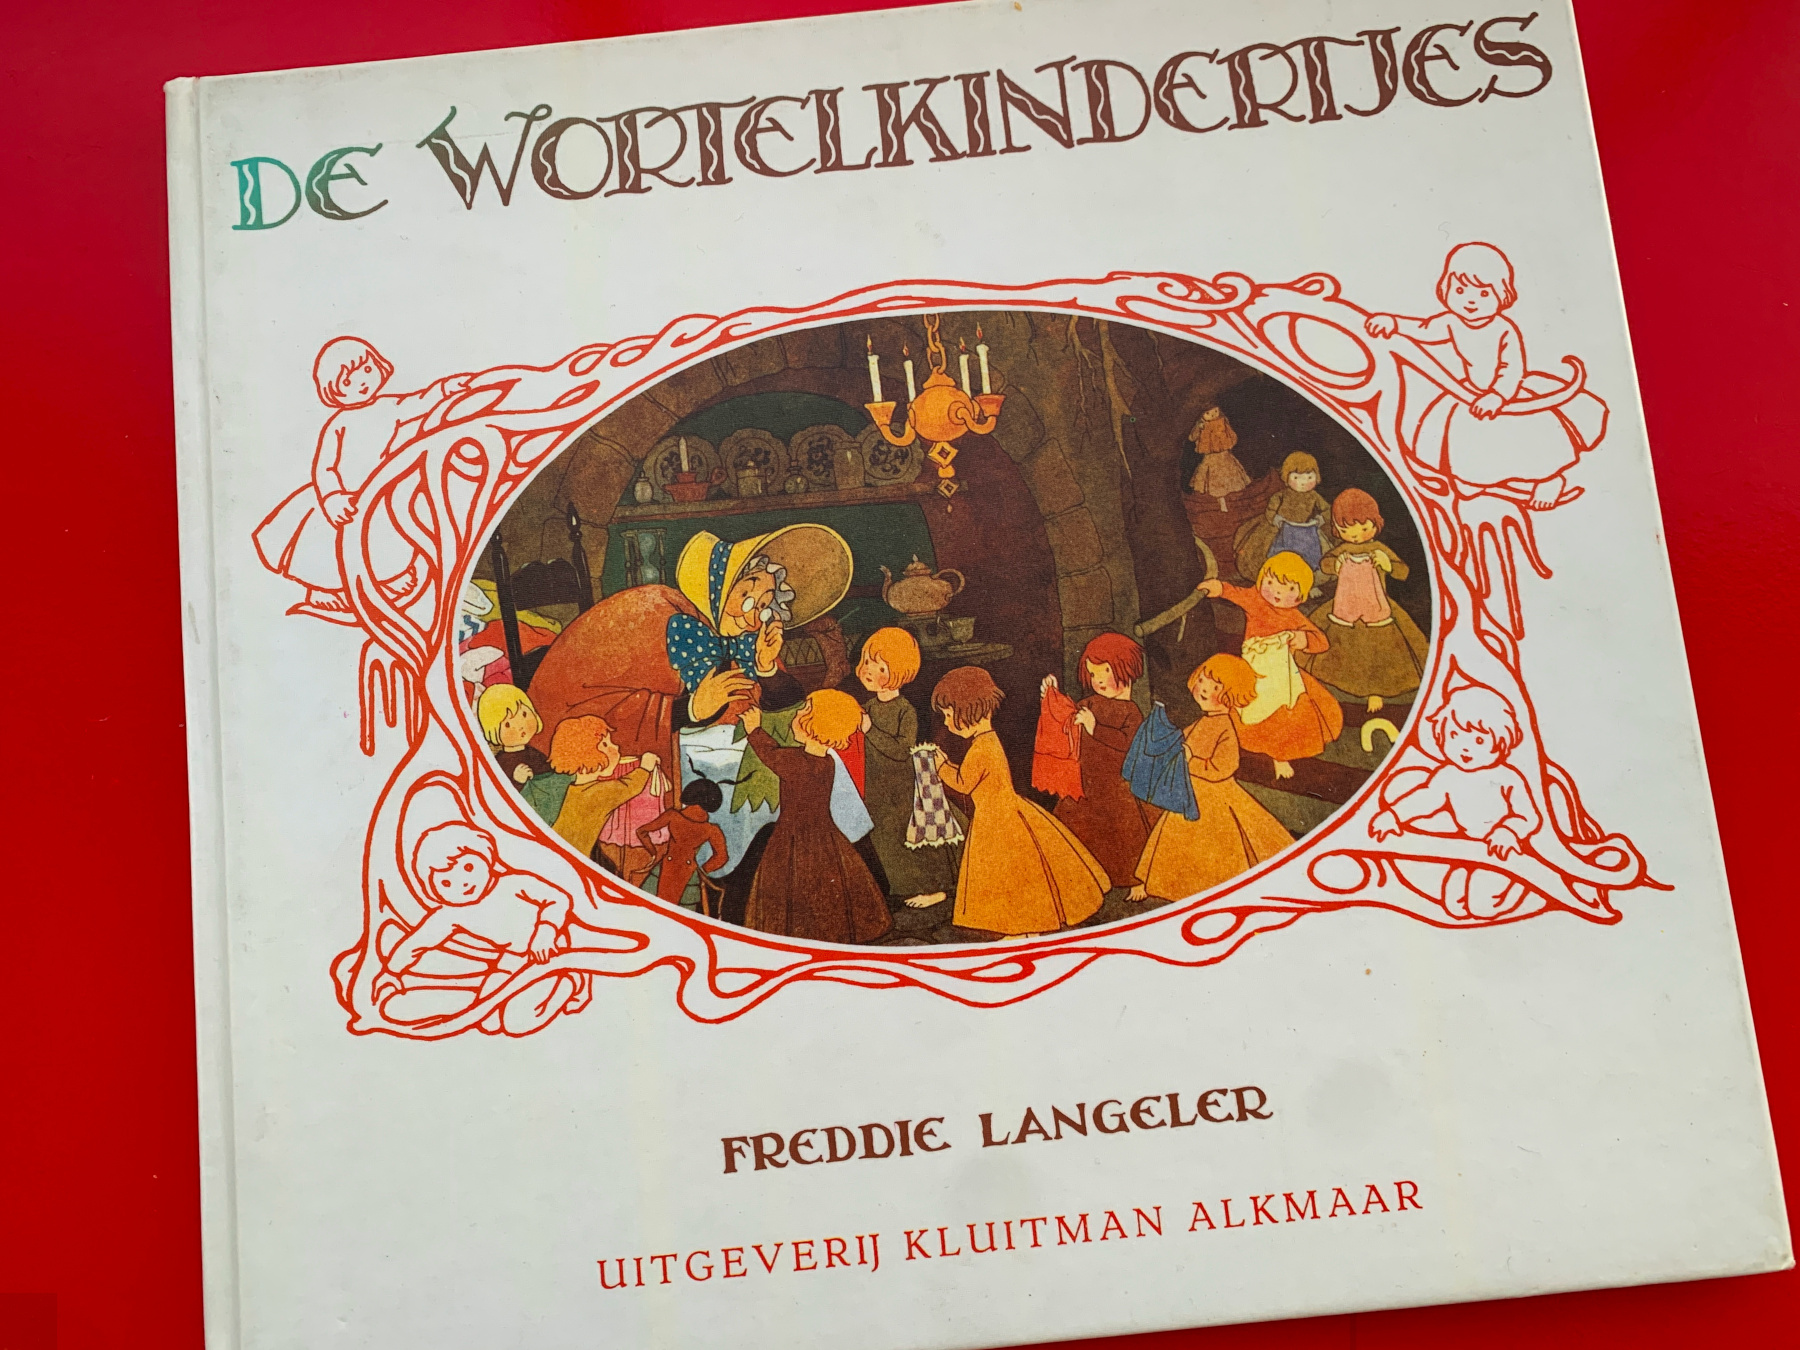 DE WORTELKINDERTJES
FREDDIE LANGELER
UITGEVERIJ KLUITMAN ALKMAAR